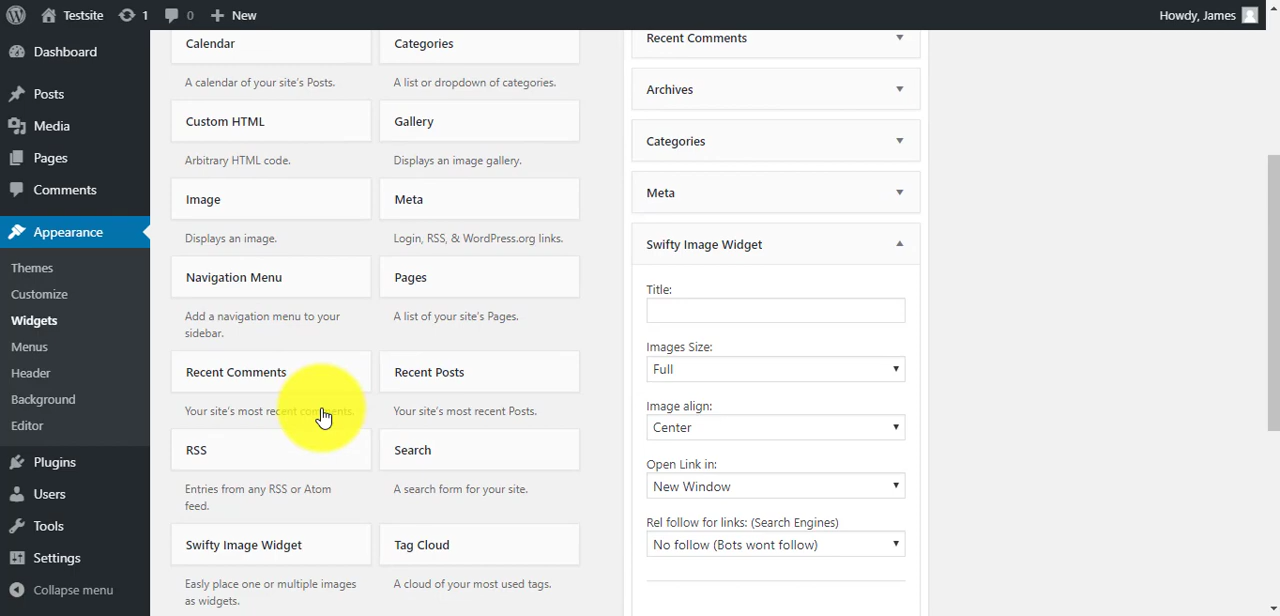 Testsite 1 0 New Howdy, James
Dashboard
Posts
Media
Pages
Comments
Appearance
Themes
Customize
Widgets
Menus
Header
Background
Editor
Plugins
Users
Tools
Settings
Collapse menu
Calendar
A calendar of your site's Posts.
Categories
A list or dropdown of categories.
Custom HTML
Arbitrary HTML code.
Gallery
Displays an image gallery.
Image
Displays an image.
Meta
Login, RSS, & WordPress.org links.
Navigation Menu
Add a navigation menu to your
sidebar.
Pages
A list of your site's Pages.
Recent Comments
Your site's most recent comments.
Recent Posts
Your site's most recent Posts.
RSS
Entries from any RSS or Atom
feed.
Search
A search form for your site.
Swifty Image Widget
Easly place one or multiple images
as widgets.
Tag Cloud
A cloud of your most used tags.
Recent Comments
Archives
Categories
Meta
Swifty Image Widget
Title:
Images Size:
Full
Image align:
Center
Open Link in:
New Window
Rel follow for links: (Search Engines)
No follow (Bots wont follow)